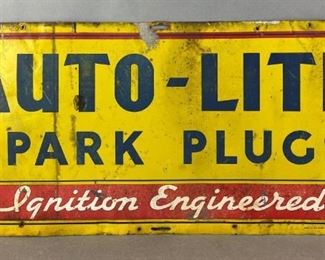 AUTO-LIT
PARK PLUG
Ignition Engineered